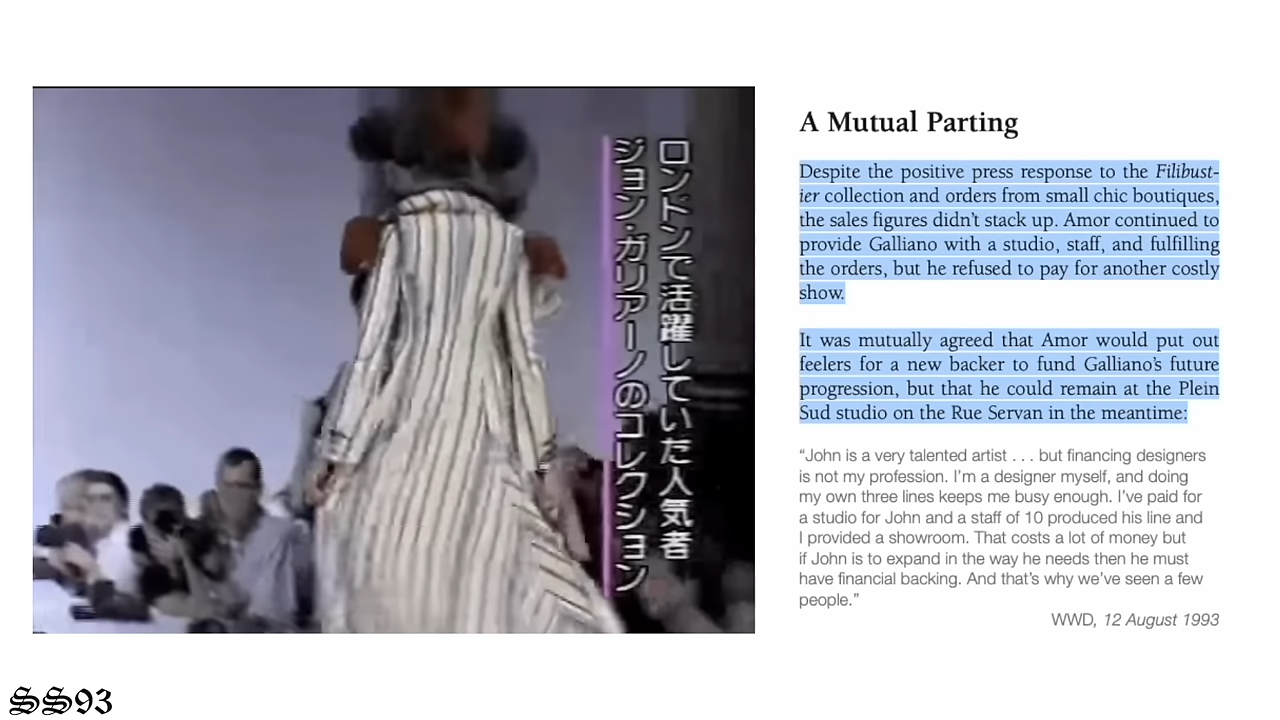 ロンドンで活躍していた人気者
ジョン・ガリアーノのコレクション
A Mutual Parting
Despite the positive press response to the Filibust-
ier collection and orders from small chic boutiques,
the sales figures didn't stack up. Amor continued to
provide Galliano with a studio, staff, and fulfilling
the orders, but he refused to pay for another costly
show.
It was mutually agreed that Amor would put out
feelers for a new backer to fund Galliano's future
progression, but that he could remain at the Plein
Sud studio on the Rue Servan in the meantime:
“John is a very talented artist . . . but financing designers
is not my profession. I'm a designer myself, and doing
my own three lines keeps me busy enough. I've paid for
a studio for John and a staff of 10 produced his line and
I provided a showroom. That costs a lot of money but
if John is to expand in the way he needs then he must
have financial backing. And that's why we've seen a few
people.”
WWD, 12 August 1993
SS93